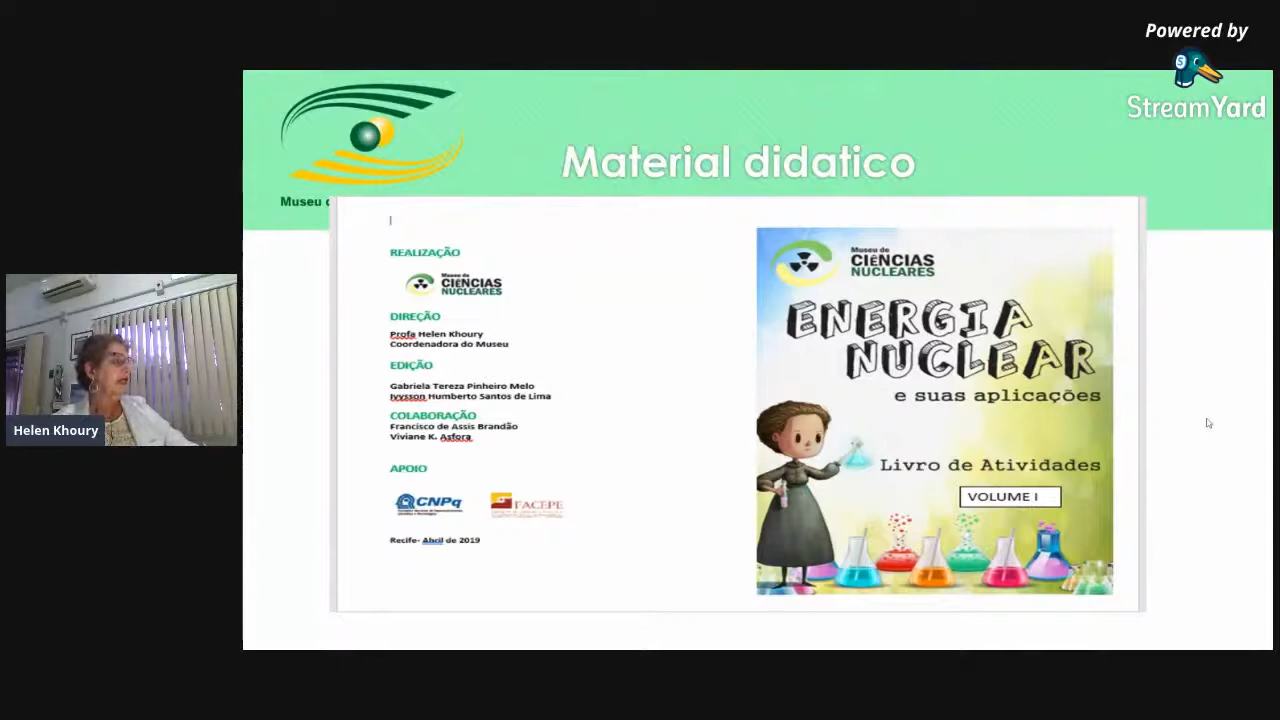 Powered by
StreamYard
Material didatico
Museu d
REALIZAÇÃO
Museu de
CIÊNCIAS
NUCLEARES
DIREÇÃO
Profa Helen Khoury
Coordenadora do Museu
EDIÇÃO
Gabriela Tereza Pinheiro Melo
Ivysson Humberto Santos de Lima
COLABORAÇÃO
Francisco de Assis Brandão
Viviane K. Asfora
APOIO
CNPq
FACEPE
Recife- Abril de 2019
Museu de
CIÊNCIAS
NUCLEARES
ENERGIA
NUCLEAR
e suas aplicações
Livro de Atividades
VOLUME I
Helen Khoury